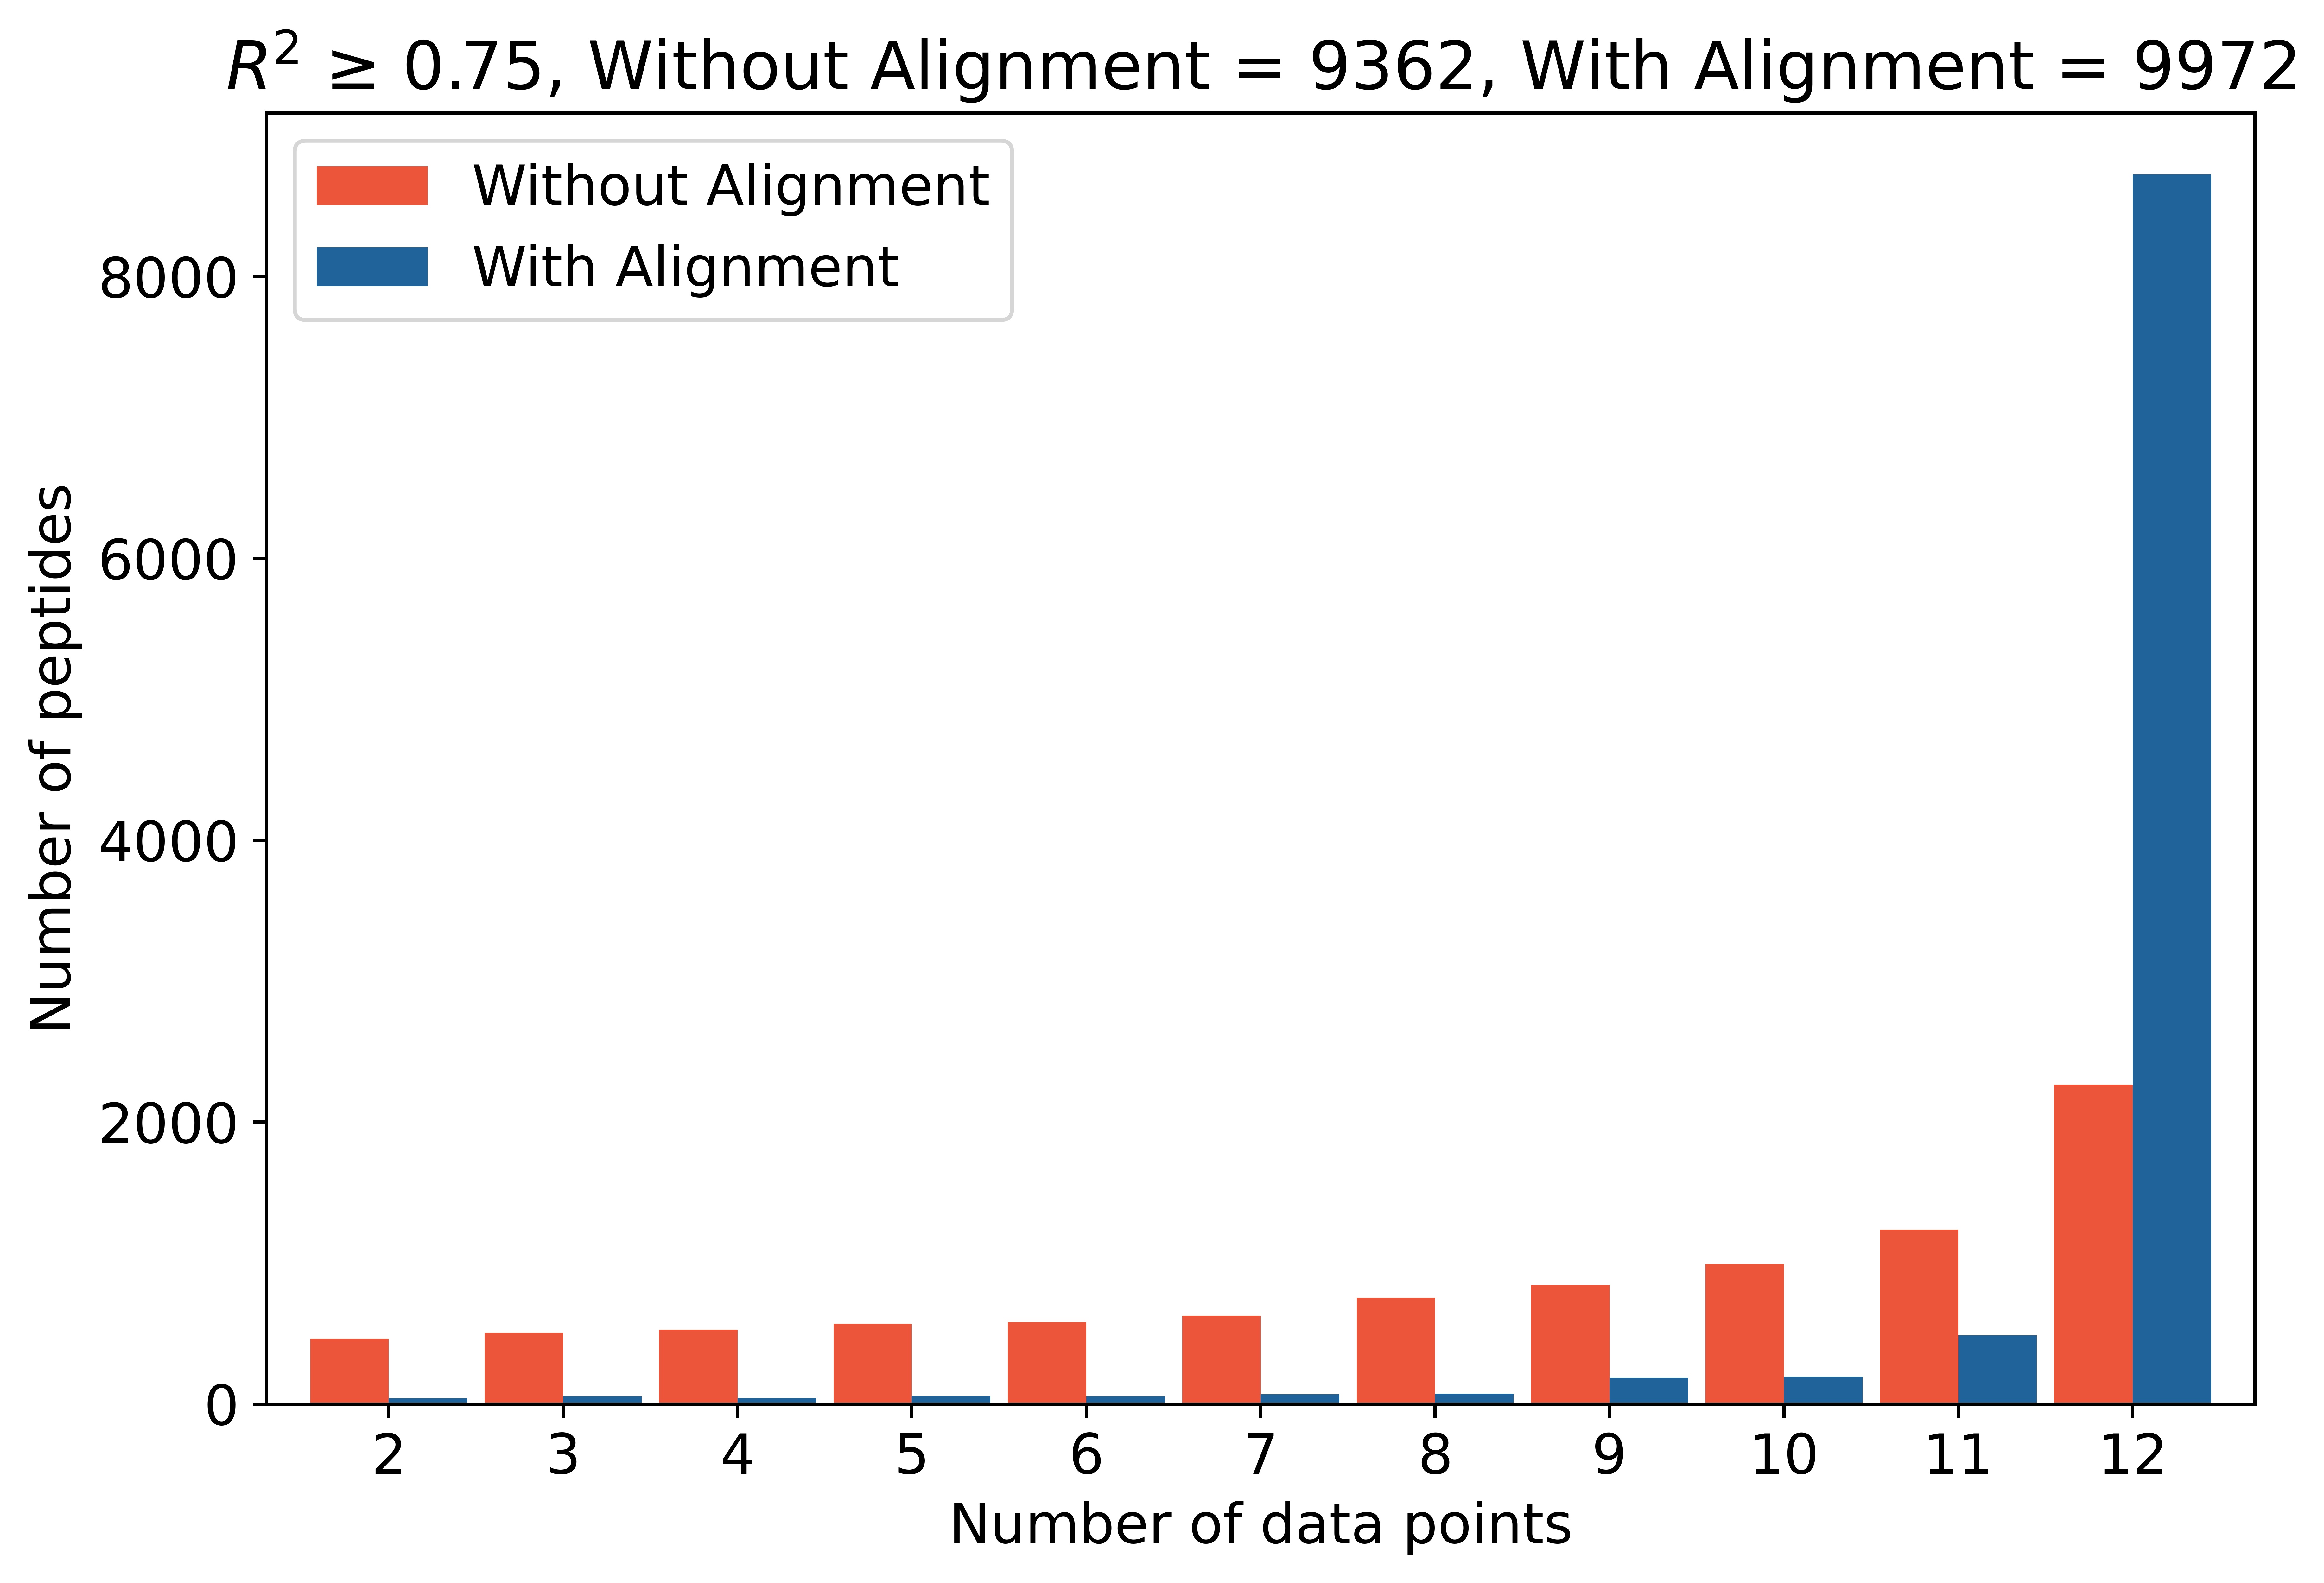 R² ≥ 0.75, Without Alignment = 9362, With Alignment = 9972
Without Alignment
With Alignment
Number of peptides
8000
6000
4000
2000
0
2 3 4 5 6 7 8 9 10 11 12
Number of data points